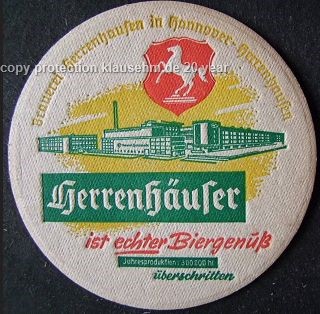 Brauerei Herrenhausen in Hannover-Herrenhausen
copy protection klausehm.de 20 year
Herrenhäuser
ist echter Biergenuß
Jahresproduktion: 300 000 hl
überschritten